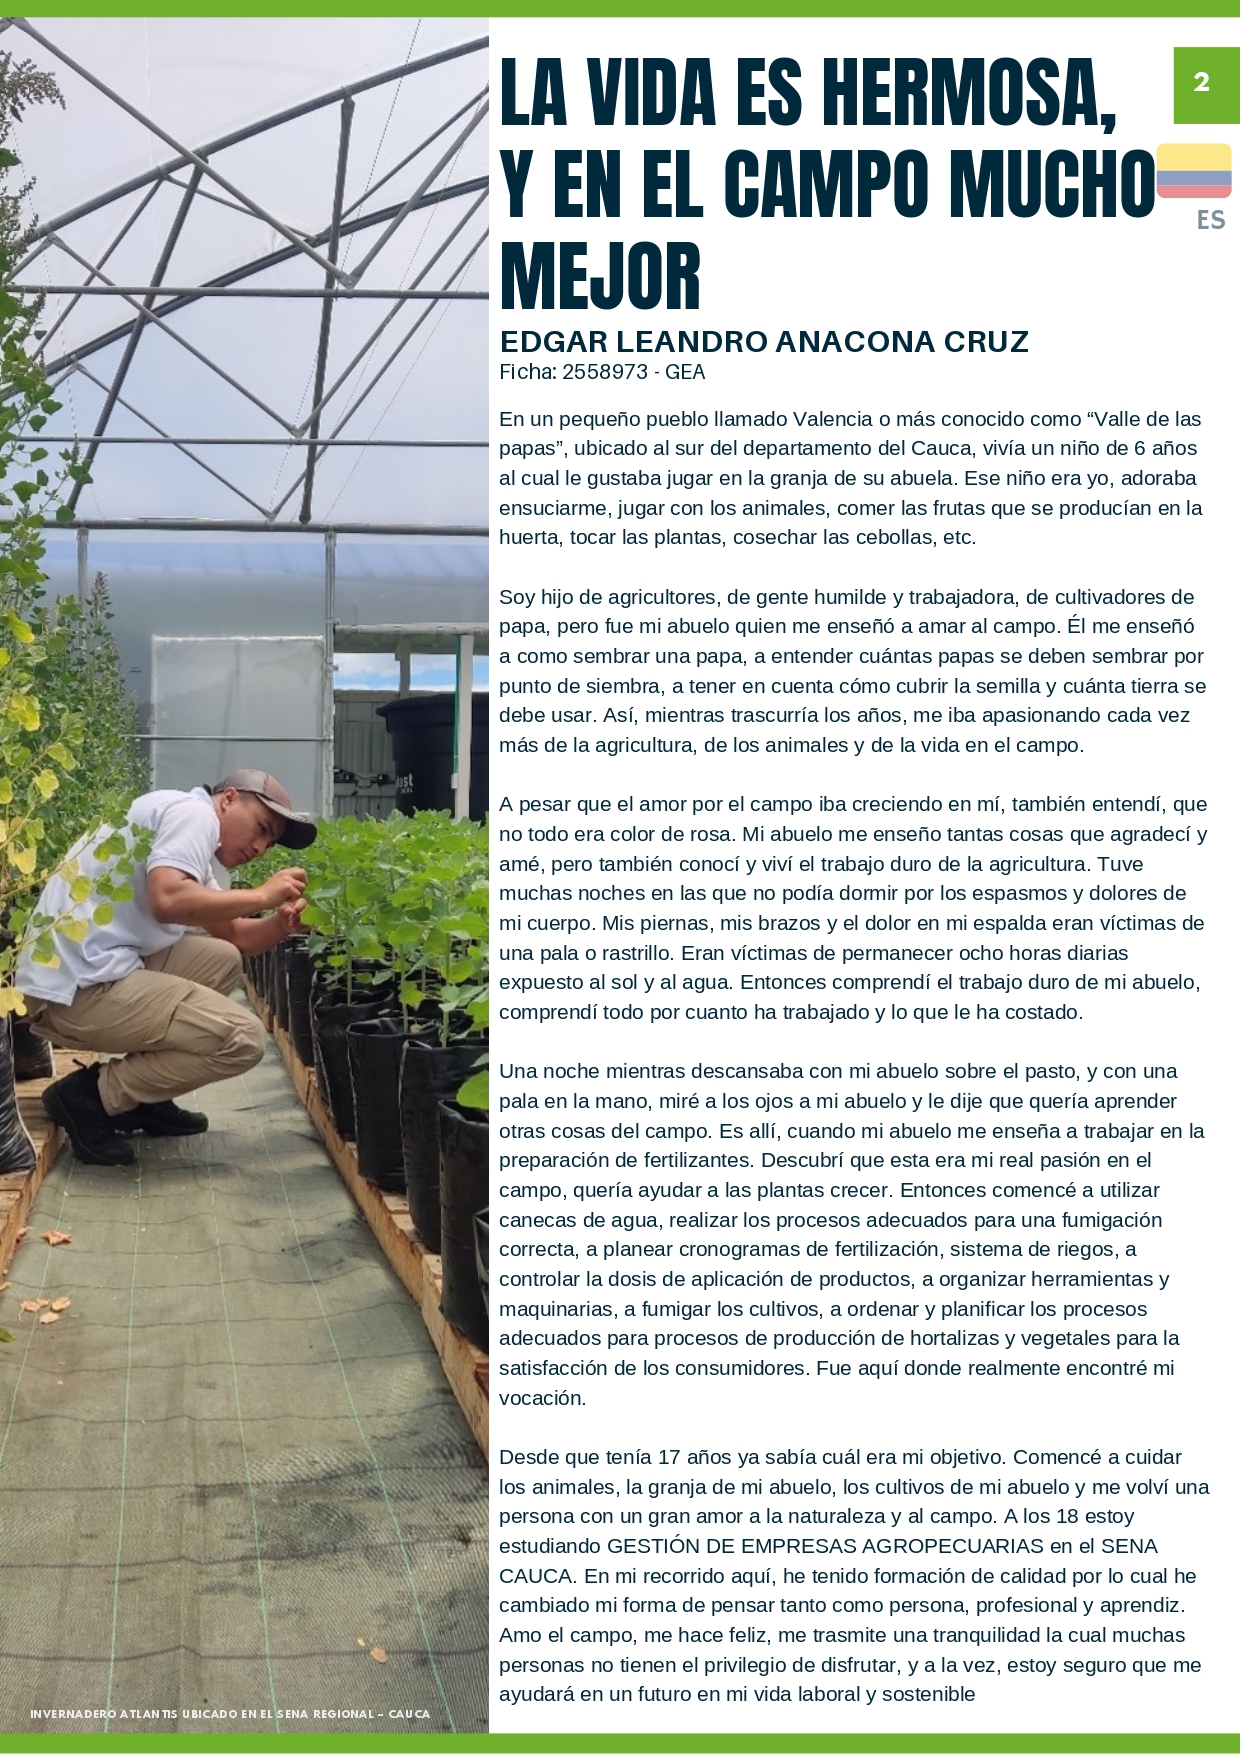 LA VIDA ES HERMOSA,
Y EN EL CAMPO MUCHO
MEJOR
2
ES
EDGAR LEANDRO ANACONA CRUZ
Ficha: 2558973 - GEA
En un pequeño pueblo llamado Valencia o más conocido como “Valle de las
papas”, ubicado al sur del departamento del Cauca, vivía un niño de 6 años
al cual le gustaba jugar en la granja de su abuela. Ese niño era yo, adoraba
ensuciarme, jugar con los animales, comer las frutas que se producían en la
huerta, tocar las plantas, cosechar las cebollas, etc.
Soy hijo de agricultores, de gente humilde y trabajadora, de cultivadores de
papa, pero fue mi abuelo quien me enseñó a amar al campo. Él me enseñó
a como sembrar una papa, a entender cuántas papas se deben sembrar por
punto de siembra, a tener en cuenta cómo cubrir la semilla y cuánta tierra se
debe usar. Así, mientras trascurría los años, me iba apasionando cada vez
más de la agricultura, de los animales y de la vida en el campo.
A pesar que el amor por el campo iba creciendo en mí, también entendí, que
no todo era color de rosa. Mi abuelo me enseño tantas cosas que agradecí y
amé, pero también conocí y viví el trabajo duro de la agricultura. Tuve
muchas noches en las que no podía dormir por los espasmos y dolores de
mi cuerpo. Mis piernas, mis brazos y el dolor en mi espalda eran víctimas de
una pala o rastrillo. Eran víctimas de permanecer ocho horas diarias
expuesto al sol y al agua. Entonces comprendí el trabajo duro de mi abuelo,
comprendí todo por cuanto ha trabajado y lo que le ha costado.
Una noche mientras descansaba con mi abuelo sobre el pasto, y con una
pala en la mano, miré a los ojos a mi abuelo y le dije que quería aprender
otras cosas del campo. Es allí, cuando mi abuelo me enseña a trabajar en la
preparación de fertilizantes. Descubrí que esta era mi real pasión en el
campo, quería ayudar a las plantas crecer. Entonces comencé a utilizar
canecas de agua, realizar los procesos adecuados para una fumigación
correcta, a planear cronogramas de fertilización, sistema de riegos, a
controlar la dosis de aplicación de productos, a organizar herramientas y
maquinarias, a fumigar los cultivos, a ordenar y planificar los procesos
adecuados para procesos de producción de hortalizas y vegetales para la
satisfacción de los consumidores. Fue aquí donde realmente encontré mi
vocación.
Desde que tenía 17 años ya sabía cuál era mi objetivo. Comencé a cuidar
los animales, la granja de mi abuelo, los cultivos de mi abuelo y me volví una
persona con un gran amor a la naturaleza y al campo. A los 18 estoy
estudiando GESTIÓN DE EMPRESAS AGROPECUARIAS en el SENA
CAUCA. En mi recorrido aquí, he tenido formación de calidad por lo cual he
cambiado mi forma de pensar tanto como persona, profesional y aprendiz.
Amo el campo, me hace feliz, me trasmite una tranquilidad la cual muchas
personas no tienen el privilegio de disfrutar, y a la vez, estoy seguro que me
ayudará en un futuro en mi vida laboral y sostenible
INVERNADERO ATLANTIS UBICADO EN EL SENA REGIONAL – CAUCA